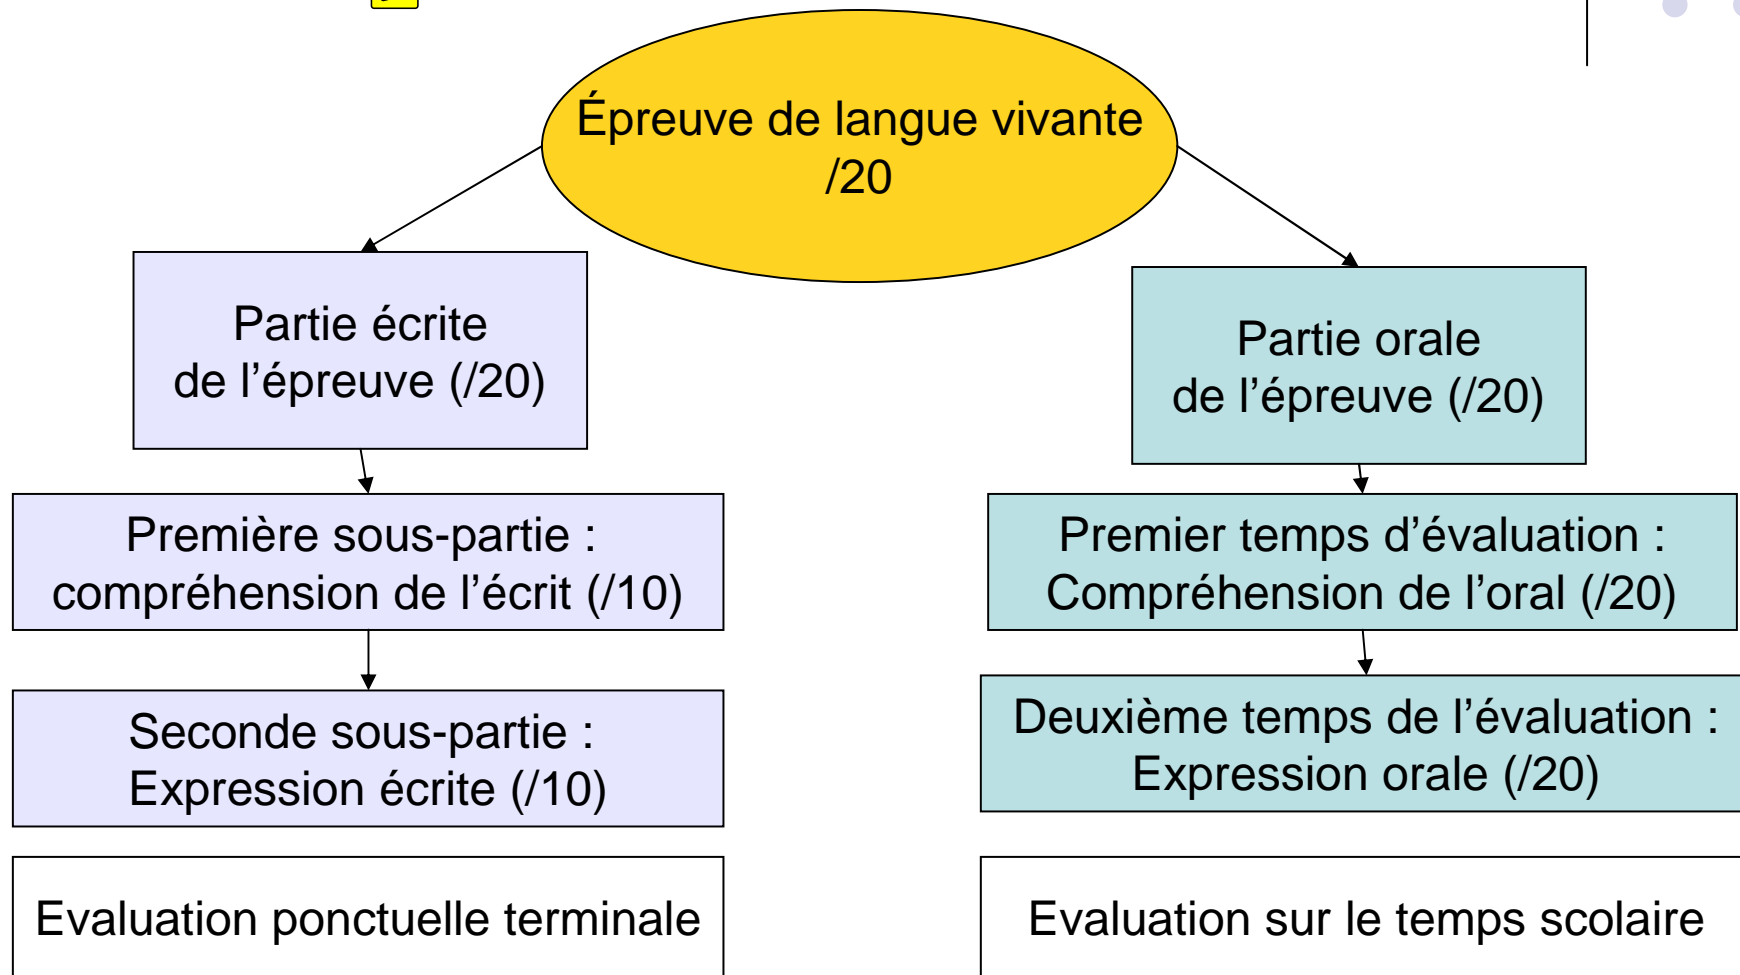 Épreuve de langue vivante
/20
Partie écrite
de l’épreuve (/20)
Première sous-partie :
compréhension de l’écrit (/10)
Seconde sous-partie :
Expression écrite (/10)
Evaluation ponctuelle terminale
Partie orale
de l’épreuve (/20)
Premier temps d’évaluation :
Compréhension de l’oral (/20)
Deuxième temps de l’évaluation :
Expression orale (/20)
Evaluation sur le temps scolaire